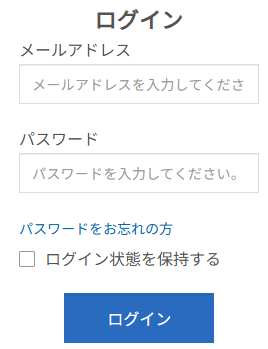 ログイン
メールアドレス
メールアドレスを入力してくださ
パスワード
パスワードを入力してください。
パスワードをお忘れの方
ログイン状態を保持する
ログイン